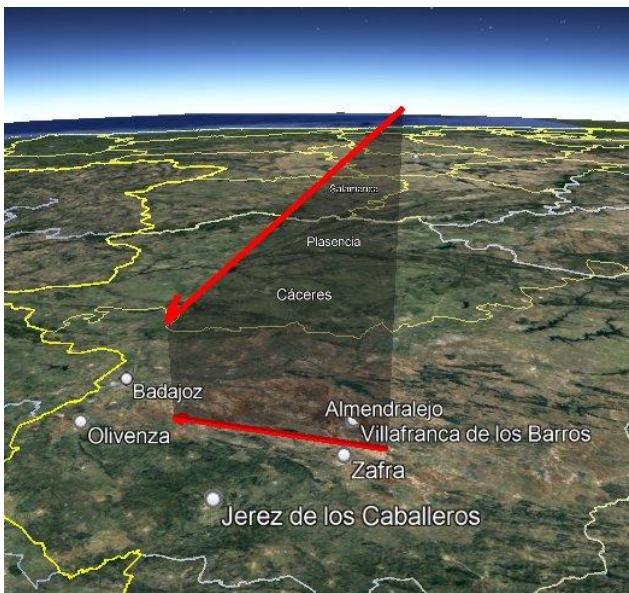 Salamanca
Plasencia
Cáceres
Badajoz
Almendralejo
Olivenza
Villafranca de los Barros
Zafra
Jerez de los Caballeros